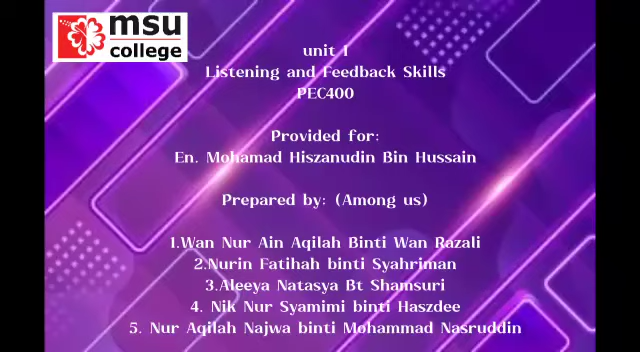 msu
college
unit 1
Listening and Feedback Skills
PEC400
Provided for:
En. Mohamad Hiszanudin Bin Hussain
Prepared by: (Among us)
1.Wan Nur Ain Aqilah Binti Wan Razali
2.Nurin Fatihah binti Syahriman
3.Aleeya Natasya Bt Shamsuri
4. Nik Nur Syamimi binti Haszdee
5. Nur Aqilah Najwa binti Mohammad Nasruddin